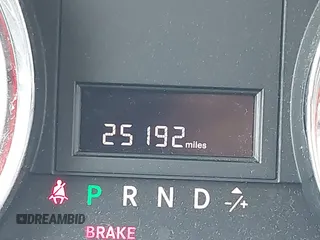 25192 miles
P R N D -/+
BRAKE
DREAMBID